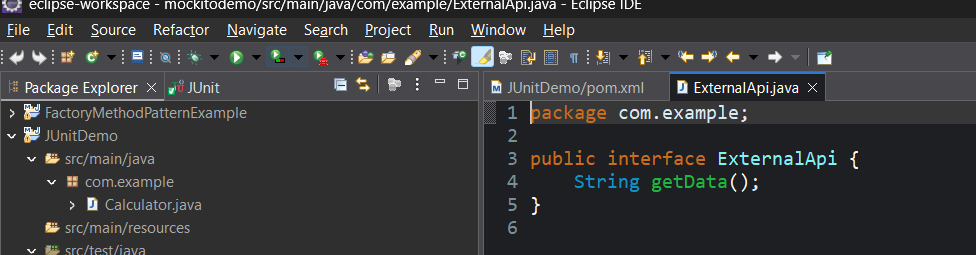 eclipse-workspace - mockitodemo/src/main/java/com/example/ExternalApi.java - Eclipse IDE
File Edit Source Refactor Navigate Search Project Run Window Help
Package Explorer JUnit
FactoryMethodPatternExample
JUnitDemo
src/main/java
com.example
Calculator.java
src/main/resources
src/test/java
JUnitDemo/pom.xml ExternalApi.java
1 package com.example;
2
3 public interface ExternalApi {
4 String getData();
5 }
6